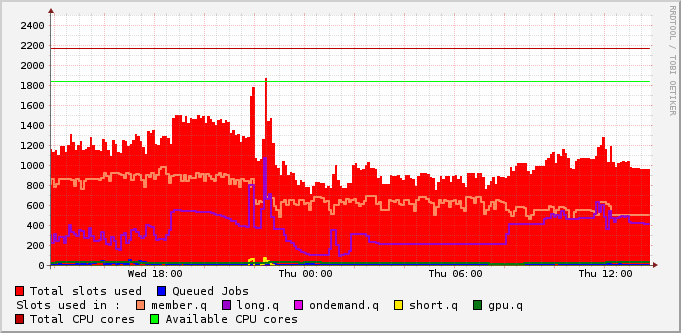 RRDTOOL / TOBI OETIKER
2400
2200
2000
1800
1600
1400
1200
1000
800
600
400
200
0
Wed 18:00 Thu 00:00 Thu 06:00 Thu 12:00
Total slots used Queued Jobs
Slots used in : member.q long.q ondemand.q short.q gpu.q
Total CPU cores Available CPU cores